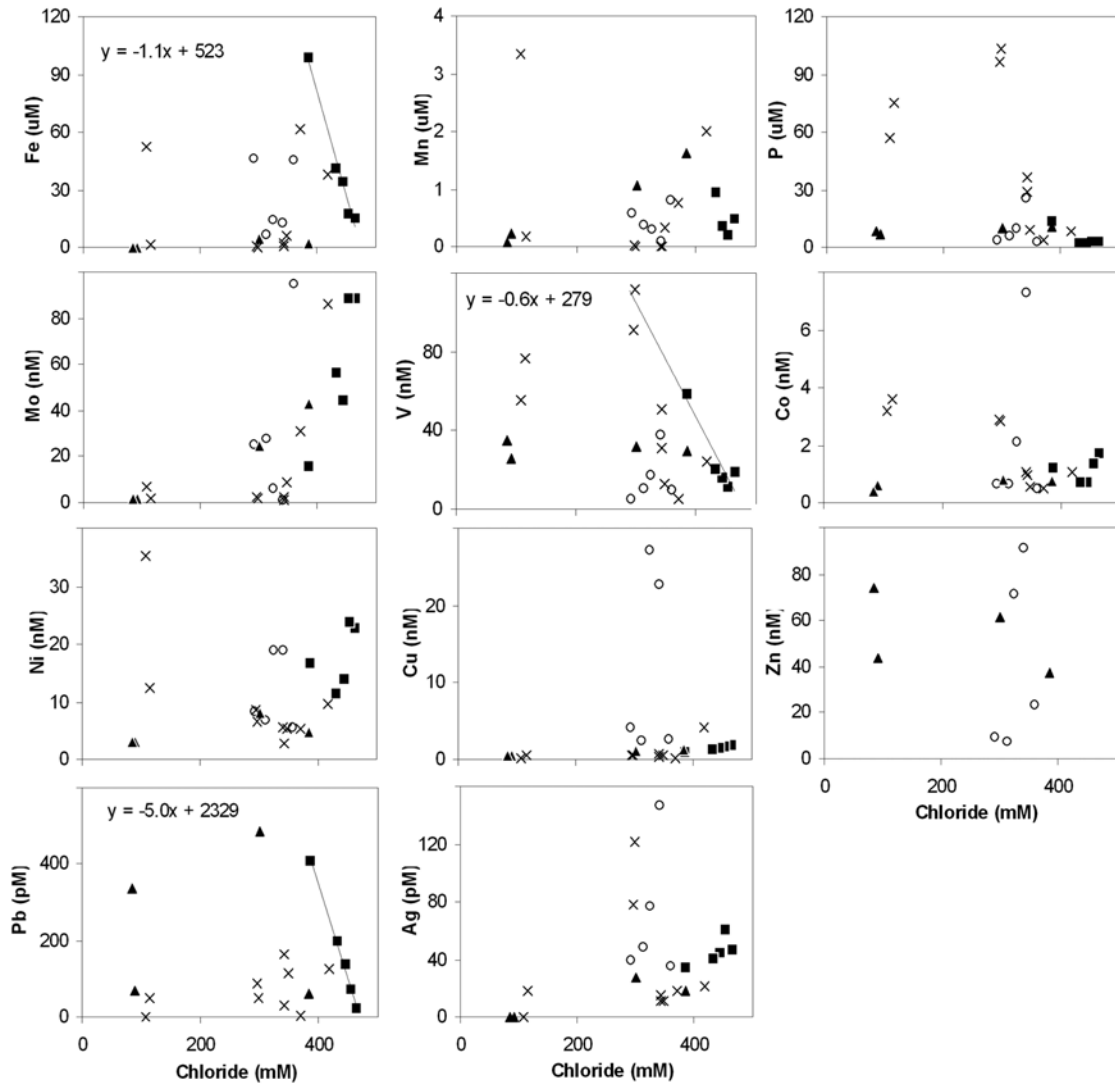 y = -1.1x + 523
Fe (uM)
120
90
60
30
0
Mn (uM)
4
3
2
1
0
P (uM)
120
90
60
30
0
Mo (nM)
80
60
40
20
0
y = -0.6x + 279
V (nM)
80
40
0
Co (nM)
6
4
2
0
Ni (nM)
30
20
10
0
Cu (nM)
20
10
0
Zn (nM)
80
60
40
20
0
0 200 400
Chloride (mM)
y = -5.0x + 2329
Pb (pM)
400
200
0
0 200 400
Chloride (mM)
Ag (pM)
120
80
40
0
0 200 400
Chloride (mM)